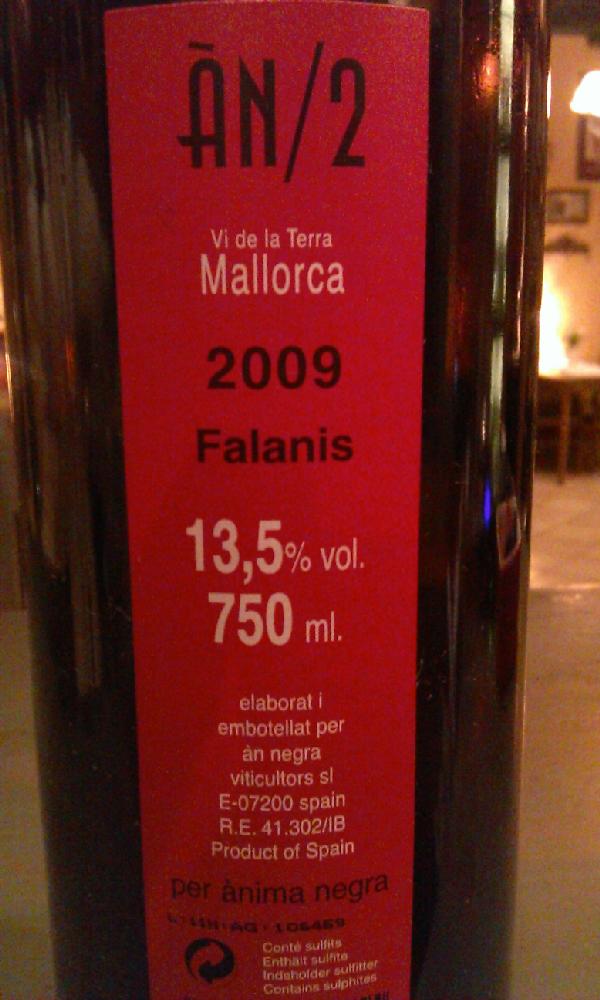 ÀN/2
Vi de la Terra
Mallorca
2009
Falanis
13,5% vol.
750 ml.
elaborat i
embotellat per
àn negra
viticultors sl
E-07200 spain
R.E. 41.302/IB
Product of Spain
per ànima negra
Conté sulfits
Enthält sulfite
Indeholder sulfitter
Contains sulphites